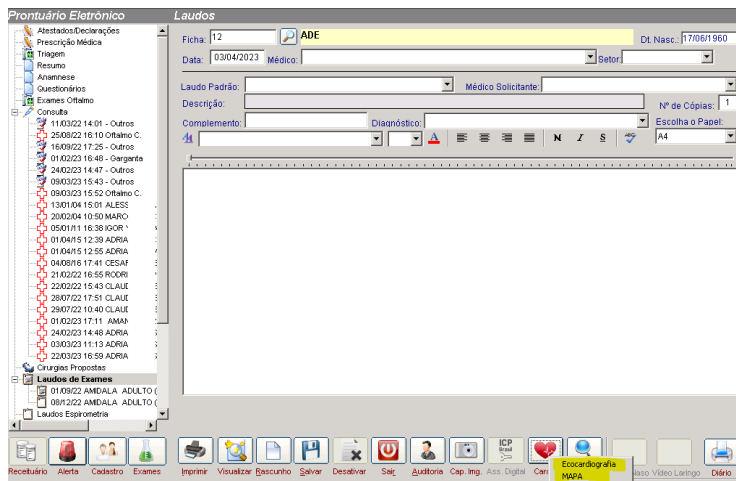 Prontuário Eletrônico
Laudos
Atestados/Declarações
Prescrição Médica
Triagem
Resumo
Anamnese
Questionários
Exames Oftalmo
Consulta
11/03/22 14:01 - Outros
25/08/22 16:10 Oftalmo C.
16/09/22 17:25 - Outros
01/02/23 16:48 - Garganta
24/02/23 14:47 - Outros
09/03/23 15:43 - Outros
09/03/23 15:52 Oftalmo C.
13/01/04 15:01 ALESS
20/02/04 10:50 MARC
05/01/11 16:38 IGOR
01/04/15 12:39 ADRIA
01/04/15 12:55 ADRIA
04/08/16 17:41 CESAF
21/02/22 16:55 RODRI
22/02/22 15:43 CLAUD
28/07/22 17:51 CLAUD
29/07/22 10:40 CLAUD
01/02/23 17:11 AMAN
24/02/23 14:48 ADRIA
03/03/23 11:13 ADRIA
22/03/23 16:59 ADRIA
Cirurgias Propostas
Laudos de Exames
01/09/22 AMIDALA ADULTO (
08/12/22 AMIDALA ADULTO (
Laudos Espirometria
Ficha: 12 ADE Dt. Nasc.: 17/06/1960
Data: 03/04/2023 Médico: Setor:
Laudo Padrão: Médico Solicitante:
Descrição: Nº de Cópias: 1
Complemento: Diagnóstico: Escolha o Papel:
A N I S ABC A4
Receituário Alerta Cadastro Exames Imprimir Visualizar Rascunho Salvar Desativar Sair Auditoria Cap. Img. Ass. Digital Car Naso Vídeo Laringo Diário
ICP
Brasil
Ecocardiografia
MAPA